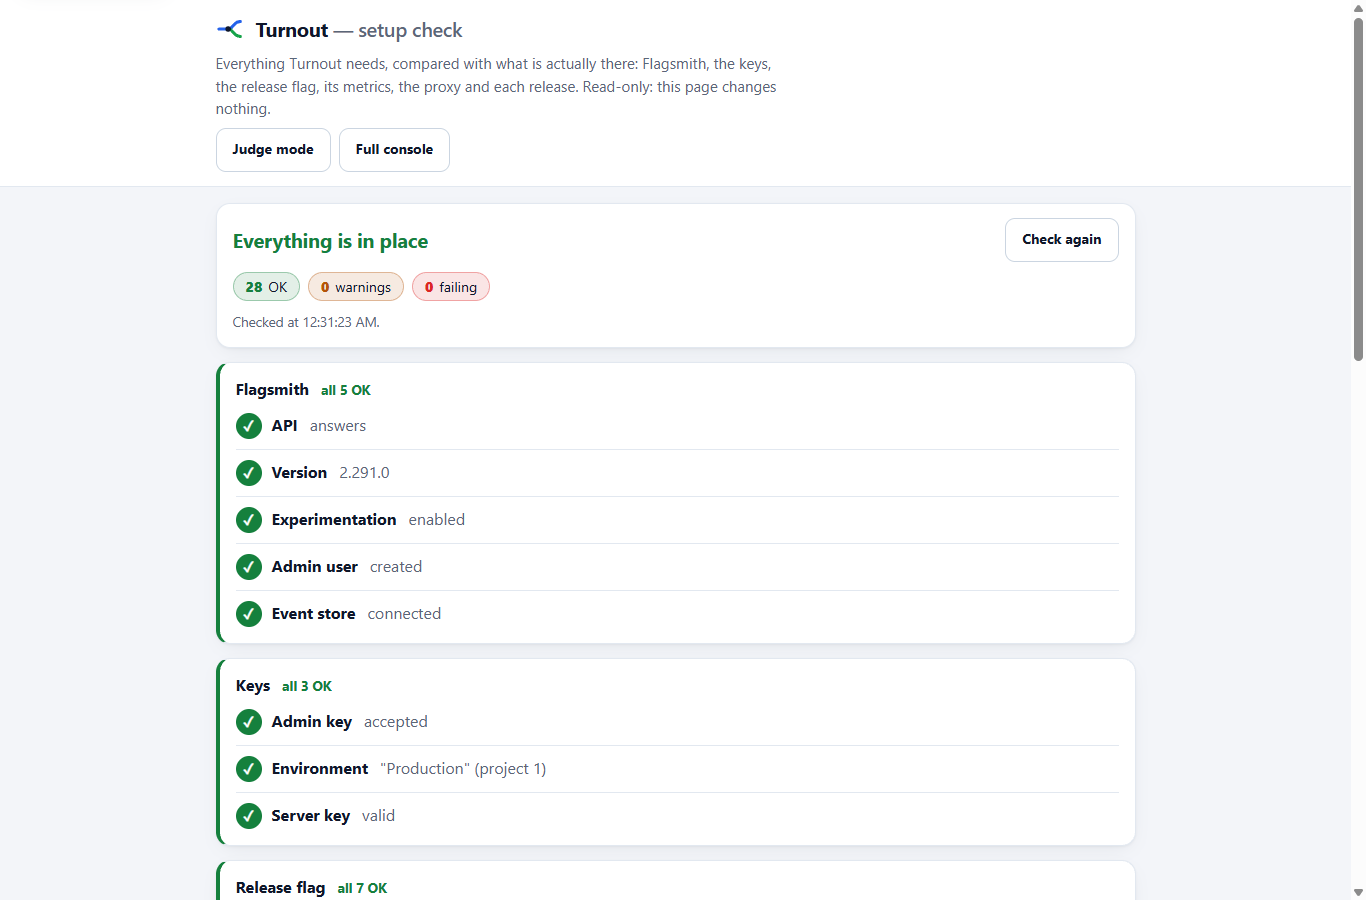 Turnout — setup check
Everything Turnout needs, compared with what is actually there: Flagsmith, the keys,
the release flag, its metrics, the proxy and each release. Read-only: this page changes
nothing.
Judge mode
Full console
Everything is in place
Check again
28 OK
0 warnings
0 failing
Checked at 12:31:23 AM.
Flagsmith all 5 OK
API answers
Version 2.291.0
Experimentation enabled
Admin user created
Event store connected
Keys all 3 OK
Admin key accepted
Environment "Production" (project 1)
Server key valid
Release flag all 7 OK